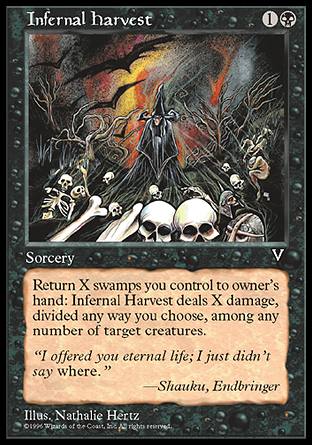 Infernal Harvest 1
Sorcery V
Return X swamps you control to owner's
hand: Infernal Harvest deals X damage,
divided any way you choose, among any
number of target creatures.
"I offered you eternal life; I just didn't
say where."
—Shauku, Endbringer
Illus. Nathalie Hertz
©1996 Wizards of the Coast, Inc. All rights reserved.